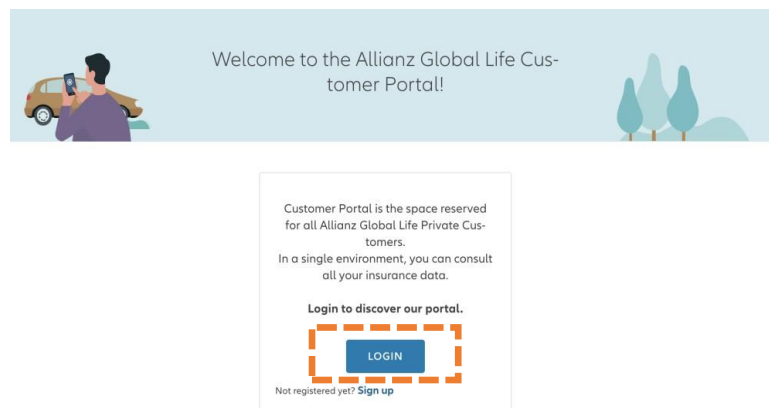 Welcome to the Allianz Global Life Cus-
tomer Portal!
Customer Portal is the space reserved
for all Allianz Global Life Private Cus-
tomers.
In a single environment, you can consult
all your insurance data.
Login to discover our portal.
LOGIN
Not registered yet? Sign up